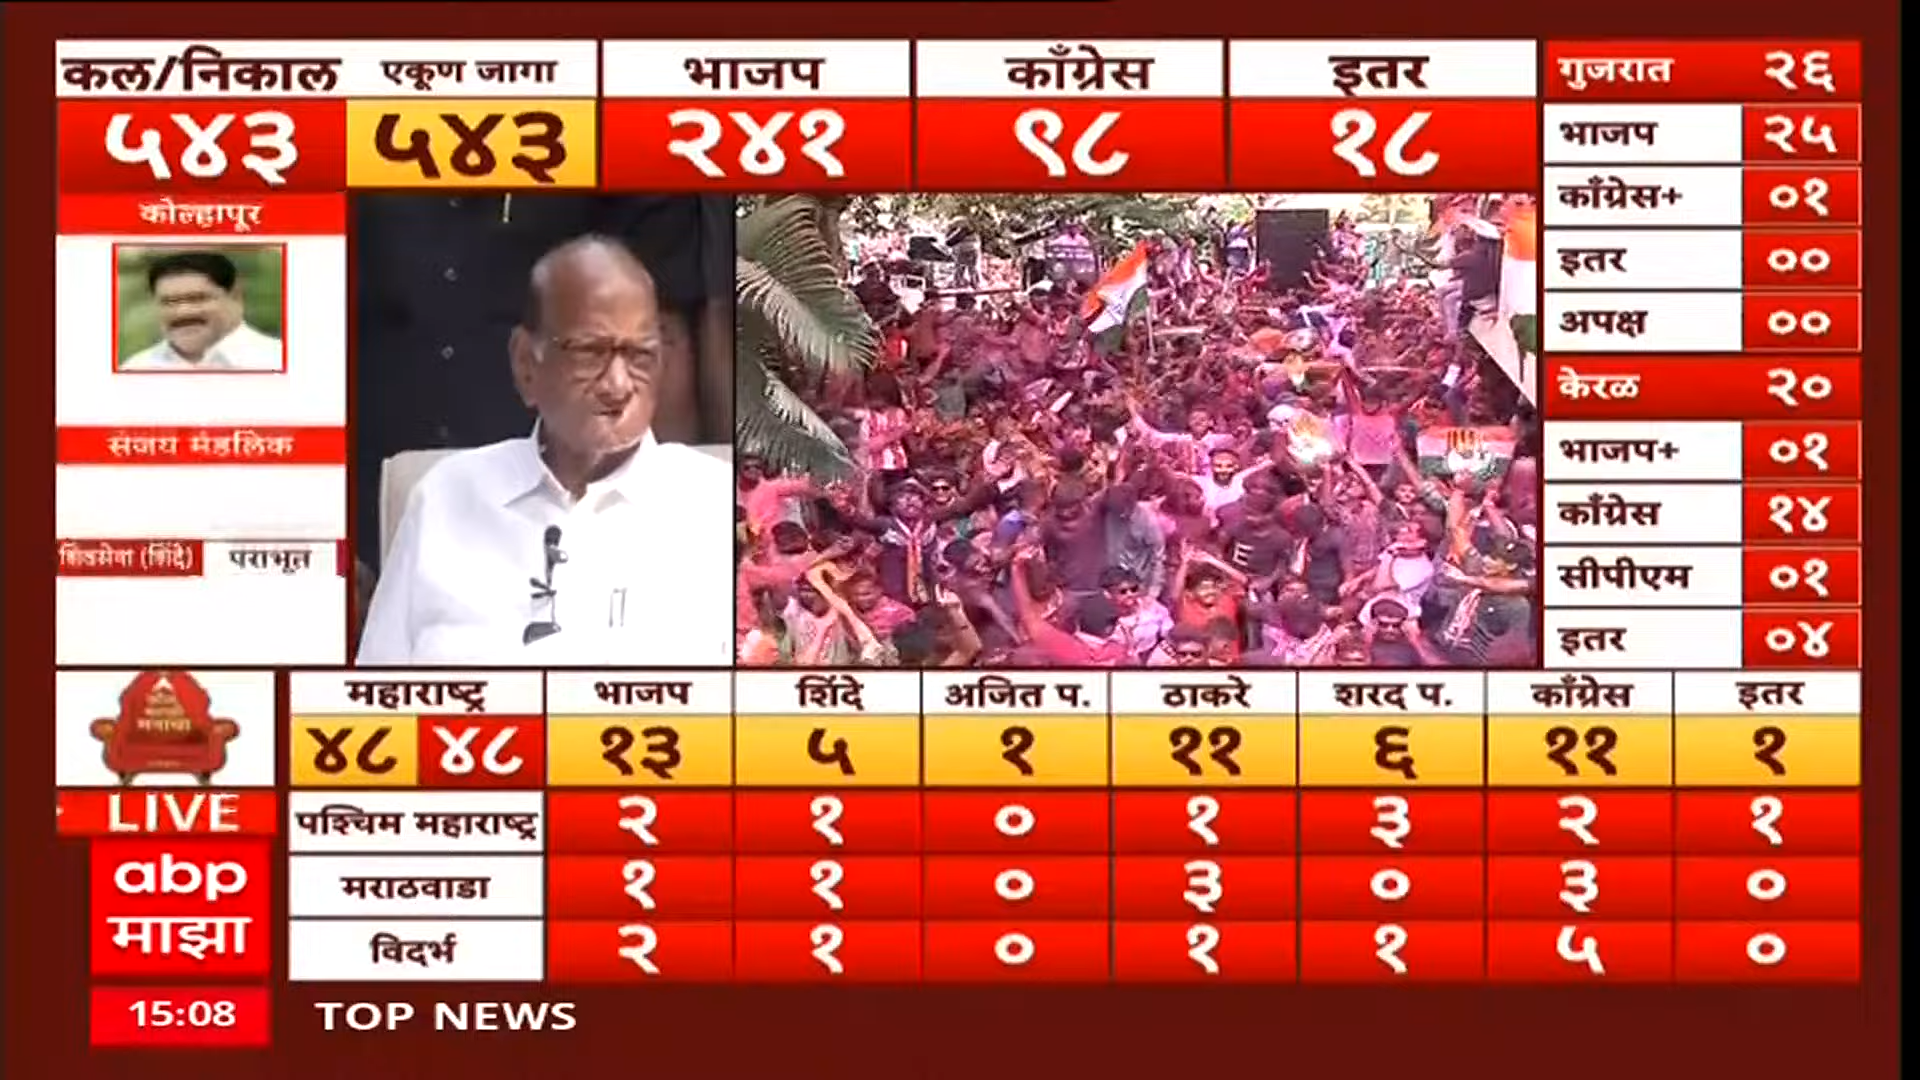 कल/निकाल एकूण जागा भाजप काँग्रेस इतर
५४३ ५४३ २४१ ९८ १८
कोल्हापूर
संजय मंडलिक
शिवसेना (शिंदे) पराभूत
गुजरात २६
भाजप २५
काँग्रेस+ ०१
इतर ००
अपक्ष ००
केरळ २०
भाजप+ ०१
काँग्रेस १४
सीपीएम ०१
इतर ०४
महाराष्ट्र भाजप शिंदे अजित प. ठाकरे शरद प. काँग्रेस इतर
४८ ४८ १३ ५ १ ११ ६ ११ १
पश्चिम महाराष्ट्र २ १ ० १ ३ २ १
मराठवाडा १ १ ० ३ ० ३ ०
विदर्भ २ १ ० १ १ ५ ०
LIVE
abp
माझा
15:08 TOP NEWS